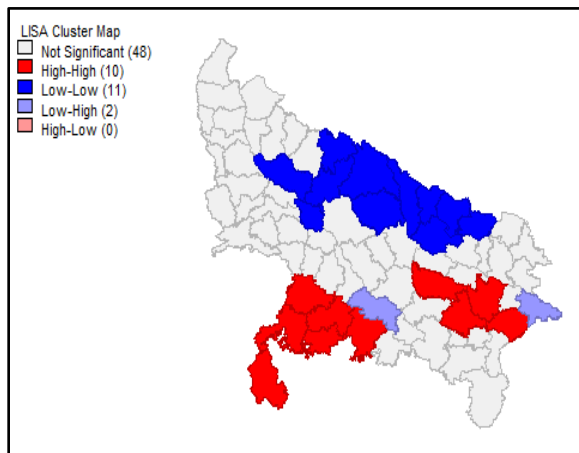 LISA Cluster Map
Not Significant (48)
High-High (10)
Low-Low (11)
Low-High (2)
High-Low (0)